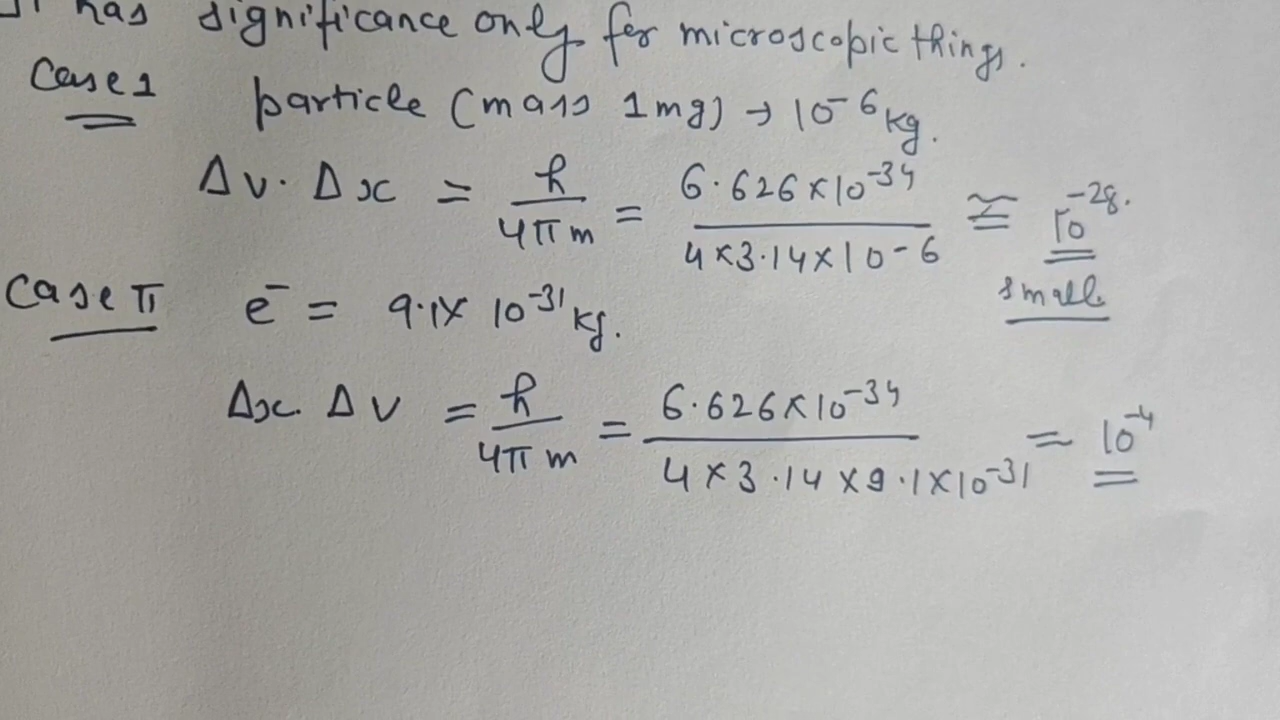 It has significance only for microscopic things.
Case 1 particle (mass 1mg) → 10⁻⁶ kg.
Δv. Δx = h/4πm = 6.626×10⁻³⁴/4×3.14×10⁻⁶ ≅ 10⁻²⁸.
small
Case II e⁻ = 9.1× 10⁻³¹ kg.
Δx. Δv = h/4πm = 6.626×10⁻³⁴/4×3.14×9.1×10⁻³¹ = 10⁻⁴